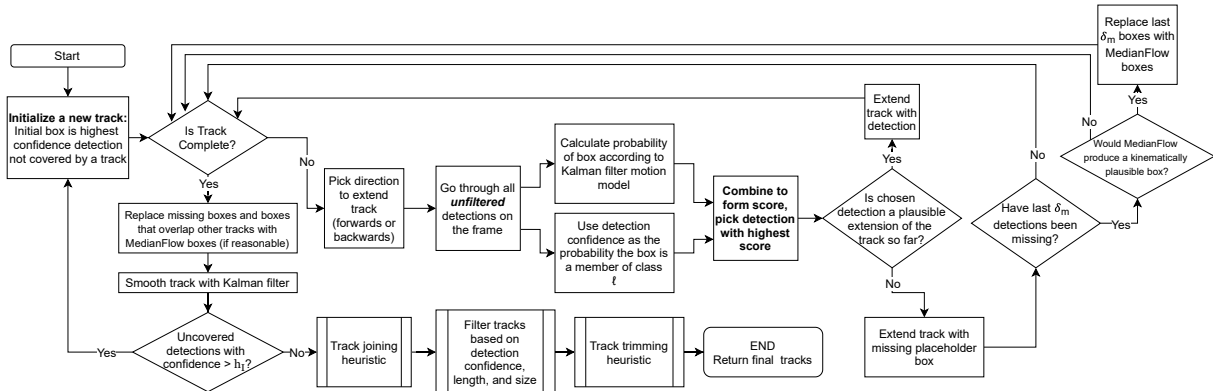 Start
Initialize a new track:
Initial box is highest
confidence detection
not covered by a track
Is Track
Complete?
No
Yes
Replace missing boxes and boxes
that overlap other tracks with
MedianFlow boxes (if reasonable)
Smooth track with Kalman filter
Uncovered
detections with
confidence > h_I?
Yes
No
Pick direction to
extend
track
(forwards or
backwards)
Go through all
unfiltered
detections on
the frame
Calculate probability
of box according to
Kalman filter motion
model
Use detection
confidence as the
probability the box is
a member of class
ℓ
Combine to
form score,
pick detection
with highest
score
Is chosen
detection a plausible
extension of the
track so far?
Yes
Extend
track with
detection
No
Extend track with
missing placeholder
box
Have last δ_m
detections been
missing?
No
Yes
Would MedianFlow
produce a kinematically
plausible box?
No
Yes
Replace last
δ_m boxes with
MedianFlow
boxes
Track joining
heuristic
Filter tracks
based on
detection
confidence,
length, and size
Track trimming
heuristic
END
Return final tracks